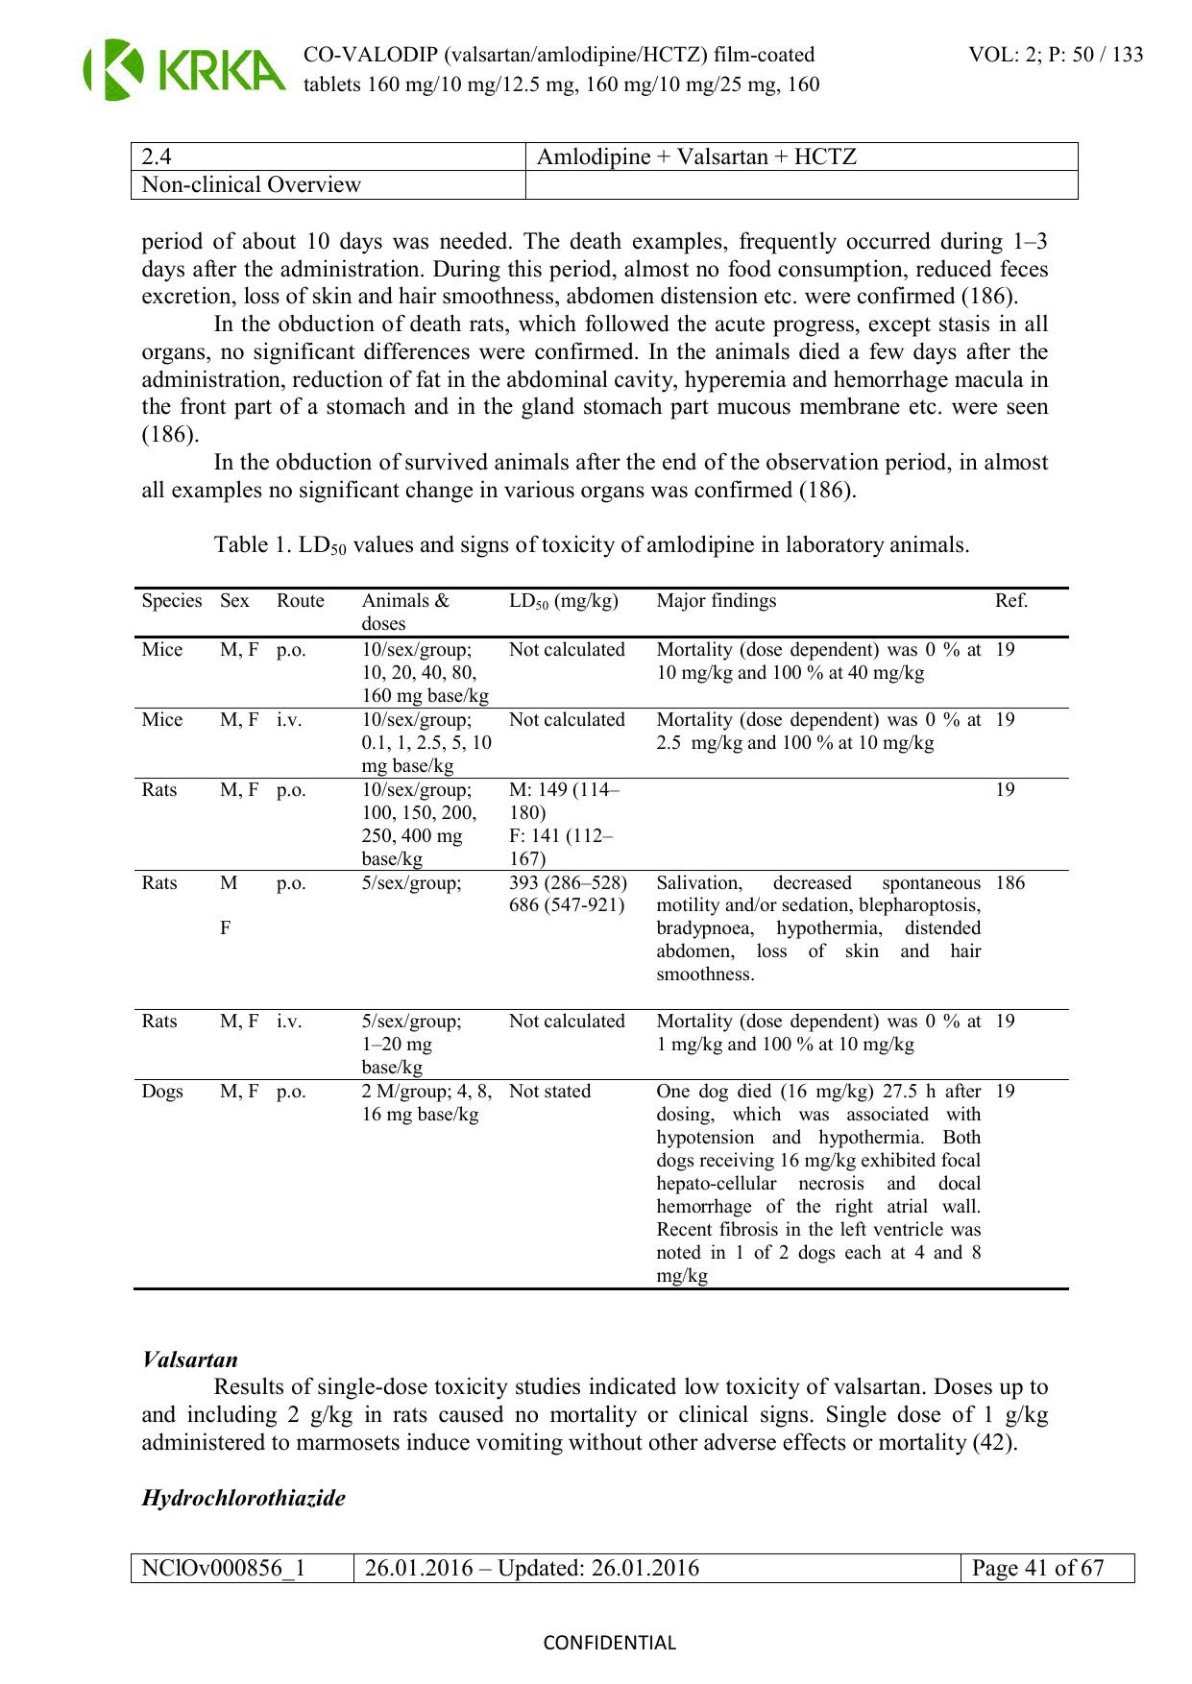 KRKA
CO-VALODIP (valsartan/amlodipine/HCTZ) film-coated
tablets 160 mg/10 mg/12.5 mg, 160 mg/10 mg/25 mg, 160
VOL: 2; P: 50 / 133
2.4 Amlodipine + Valsartan + HCTZ
Non-clinical Overview
period of about 10 days was needed. The death examples, frequently occurred during 1–3
days after the administration. During this period, almost no food consumption, reduced feces
excretion, loss of skin and hair smoothness, abdomen distension etc. were confirmed (186).
In the obduction of death rats, which followed the acute progress, except stasis in all
organs, no significant differences were confirmed. In the animals died a few days after the
administration, reduction of fat in the abdominal cavity, hyperemia and hemorrhage macula in
the front part of a stomach and in the gland stomach part mucous membrane etc. were seen
(186).
In the obduction of survived animals after the end of the observation period, in almost
all examples no significant change in various organs was confirmed (186).
Table 1. LD50 values and signs of toxicity of amlodipine in laboratory animals.
Species Sex Route Animals & LD50 (mg/kg) Major findings Ref.
doses
Mice M, F p.o. 10/sex/group; Not calculated Mortality (dose dependent) was 0 % at 19
10, 20, 40, 80, 10 mg/kg and 100 % at 40 mg/kg
160 mg base/kg
Mice M, F i.v. 10/sex/group; Not calculated Mortality (dose dependent) was 0 % at 19
0.1, 1, 2.5, 5, 10 2.5 mg/kg and 100 % at 10 mg/kg
mg base/kg
Rats M, F p.o. 10/sex/group; M: 149 (114– 19
100, 150, 200, 180)
250, 400 mg F: 141 (112–
base/kg 167)
Rats M p.o. 5/sex/group; 393 (286–528) Salivation, decreased spontaneous 186
686 (547-921) motility and/or sedation, blepharoptosis,
F bradypnoea, hypothermia, distended
abdomen, loss of skin and hair
smoothness.
Rats M, F i.v. 5/sex/group; Not calculated Mortality (dose dependent) was 0 % at 19
1–20 mg 1 mg/kg and 100 % at 10 mg/kg
base/kg
Dogs M, F p.o. 2 M/group; 4, 8, Not stated One dog died (16 mg/kg) 27.5 h after 19
16 mg base/kg dosing, which was associated with
hypotension and hypothermia. Both
dogs receiving 16 mg/kg exhibited focal
hepato-cellular necrosis and docal
hemorrhage of the right atrial wall.
Recent fibrosis in the left ventricle was
noted in 1 of 2 dogs each at 4 and 8
mg/kg
Valsartan
Results of single-dose toxicity studies indicated low toxicity of valsartan. Doses up to
and including 2 g/kg in rats caused no mortality or clinical signs. Single dose of 1 g/kg
administered to marmosets induce vomiting without other adverse effects or mortality (42).
Hydrochlorothiazide
NClOv000856_1 26.01.2016 – Updated: 26.01.2016 Page 41 of 67
CONFIDENTIAL